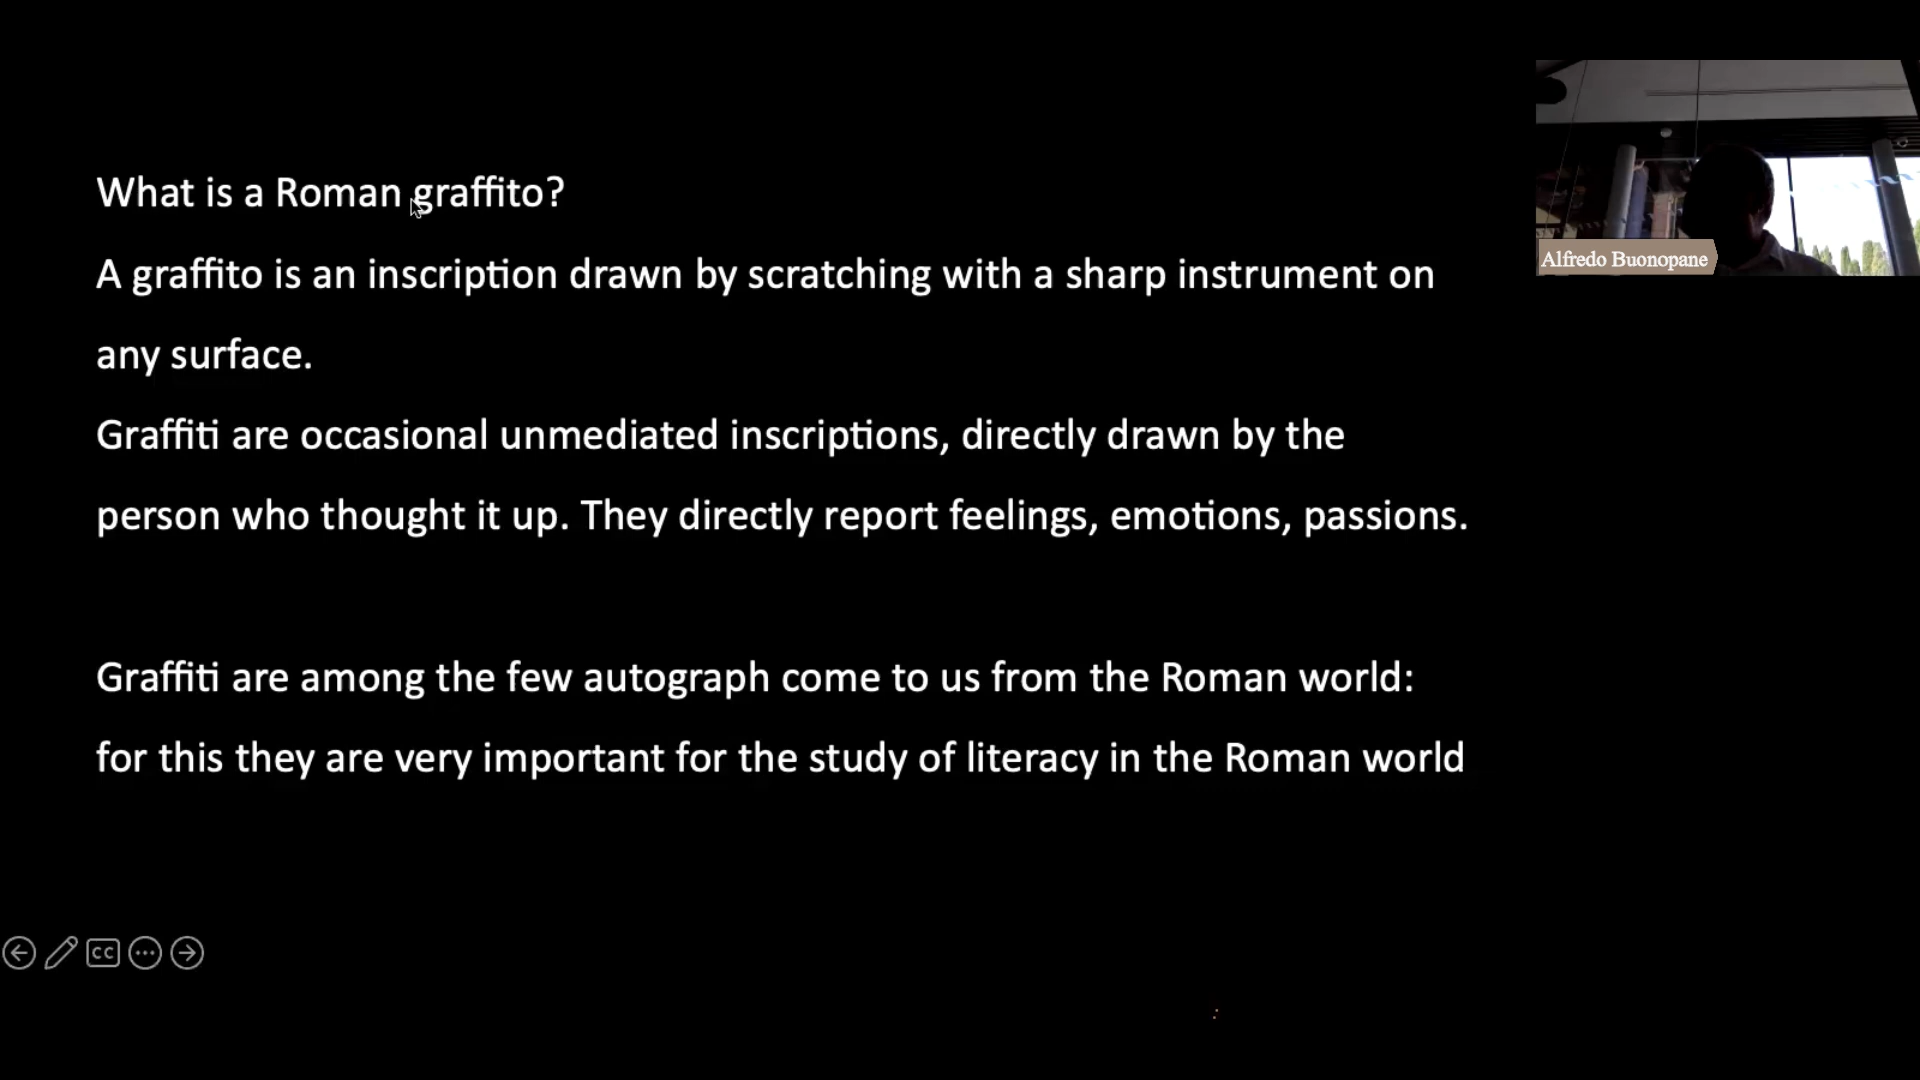 What is a Roman graffito?
A graffito is an inscription drawn by scratching with a sharp instrument on
any surface.
Graffiti are occasional unmediated inscriptions, directly drawn by the
person who thought it up. They directly report feelings, emotions, passions.
Graffiti are among the few autograph come to us from the Roman world:
for this they are very important for the study of literacy in the Roman world
Alfredo Buonopane
CC